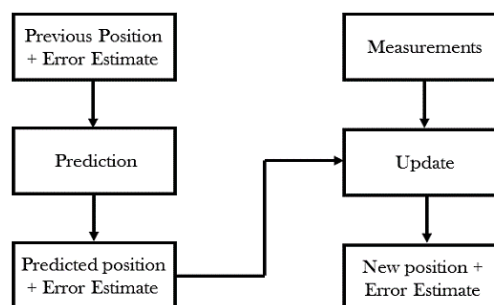 Previous Position
+ Error Estimate
Prediction
Predicted position
+ Error Estimate
Measurements
Update
New position +
Error Estimate